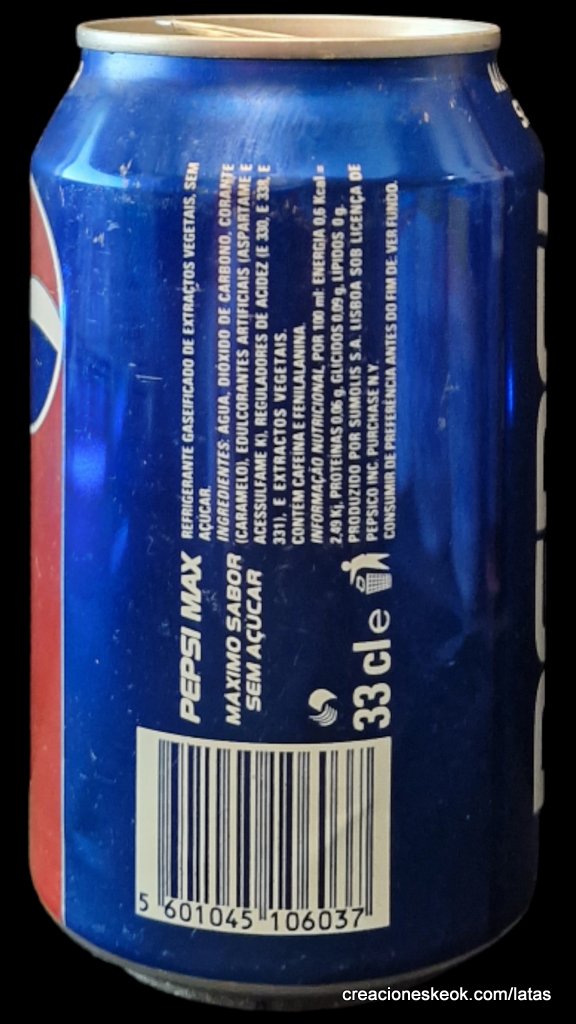 PEPSI MAX
MÁXIMO SABOR
SEM AÇÚCAR
33 cl e
REFRIGERANTE GASEIFICADO DE EXTRACTOS VEGETAIS, SEM
AÇUCAR.
INGREDIENTES: ÁGUA, DIÓXIDO DE CARBONO, CORANTE
(CARAMELO), EDULCORANTES ARTIFICIAIS (ASPARTAME E
ACESSULFAME K), REGULADORES DE ACIDEZ (E 330, E 338, E
331), E EXTRACTOS VEGETAIS.
CONTÉM CAFEÍNA E FENILALANINA.
INFORMAÇÃO NUTRICIONAL, POR 100 ml: ENERGIA 0,6 Kcal =
2,49 Kj, PROTEÍNAS 0,06 g, GLÚCIDOS 0,09 g, LÍPIDOS 0 g.
PRODUZIDO POR SUMOLIS S.A. LISBOA SOB LICENÇA DE
PEPSICO INC. PURCHASE N.Y.
CONSUMIR DE PREFERÊNCIA ANTES DO FIM DE: VER FUNDO.
5 601045 106037
creacioneskeok.com/latas